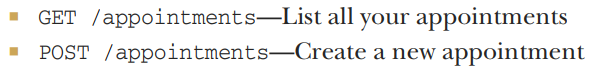 ▪ GET /appointments—List all your appointments
▪ POST /appointments—Create a new appointment